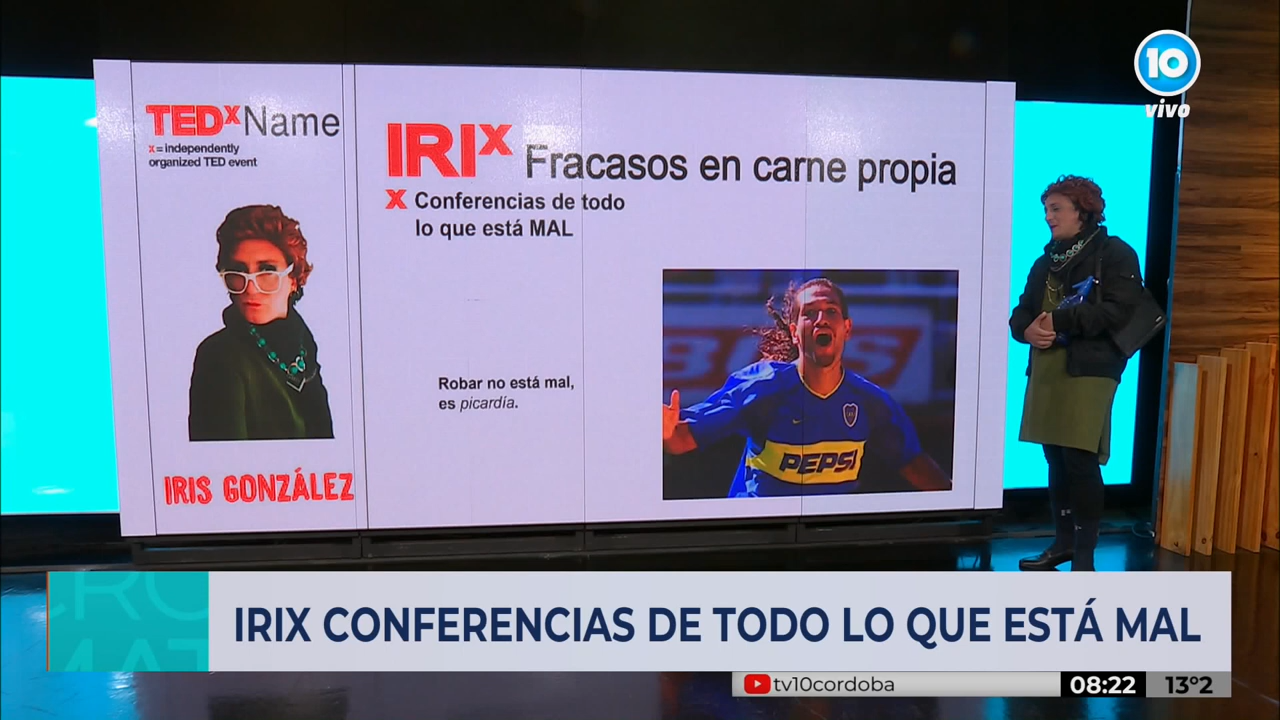 10
vivo
TEDxName
x = independently
organized TED event
IRIS GONZÁLEZ
IRIx Fracasos en carne propia
x Conferencias de todo
lo que está MAL
Robar no está mal,
es picardía.
PEPSI
CRO
MAT
IRIX CONFERENCIAS DE TODO LO QUE ESTÁ MAL
tv10cordoba
08:22
13°2